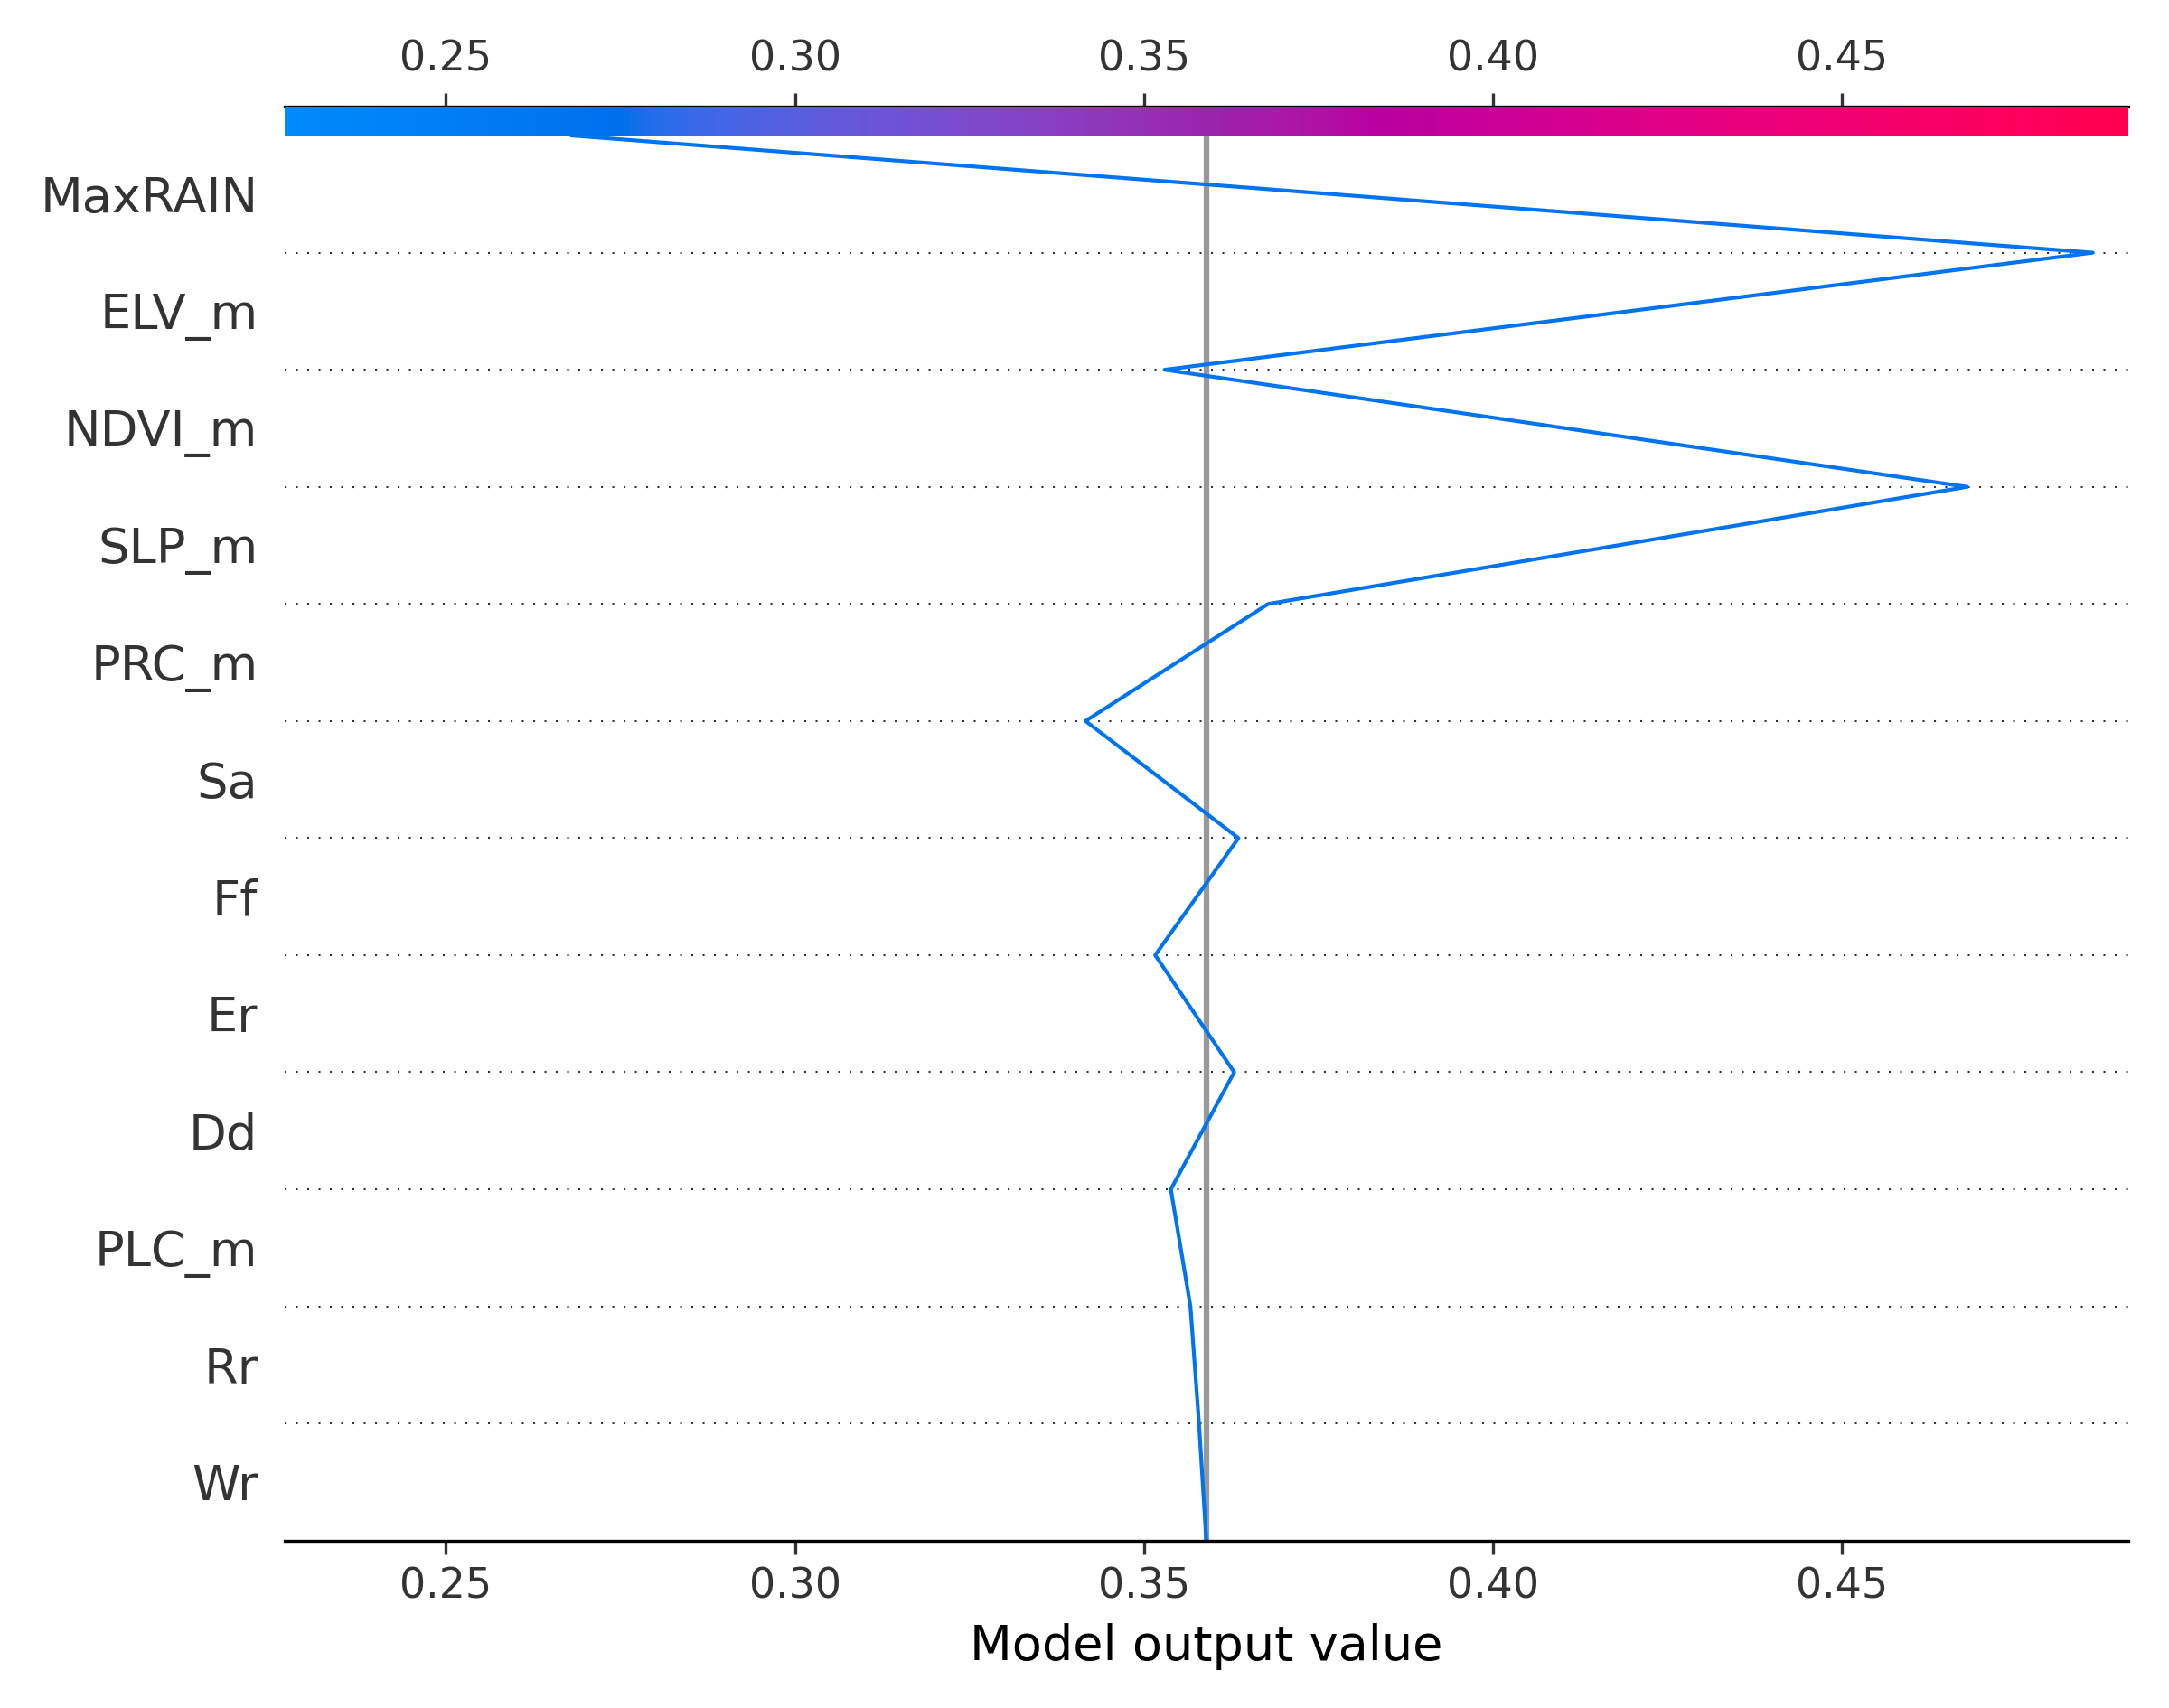 0.25 0.30 0.35 0.40 0.45
MaxRAIN
ELV_m
NDVI_m
SLP_m
PRC_m
Sa
Ff
Er
Dd
PLC_m
Rr
Wr
0.25 0.30 0.35 0.40 0.45
Model output value